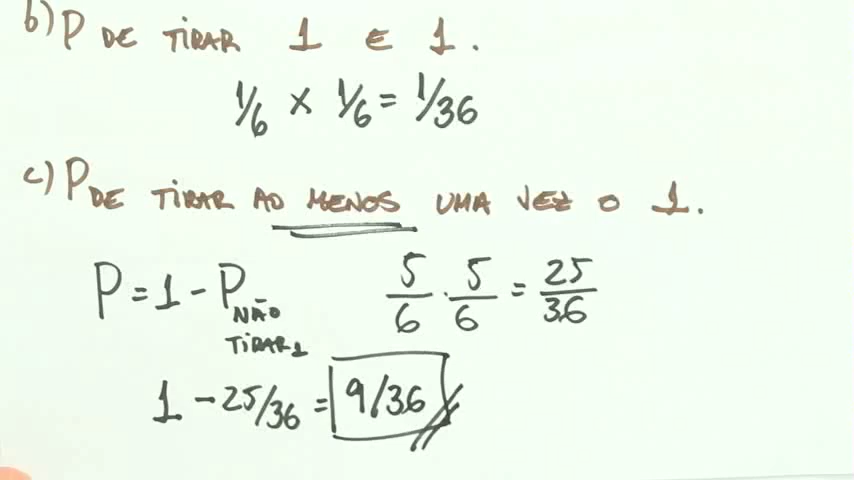 b) P DE TIRAR 1 E 1.
1/6 × 1/6 = 1/36
c) P DE TIRAR AO MENOS UMA VEZ O 1.
P = 1 - P NÃO TIRAR 1
5/6 . 5/6 = 25/36
1 - 25/36 = 9/36